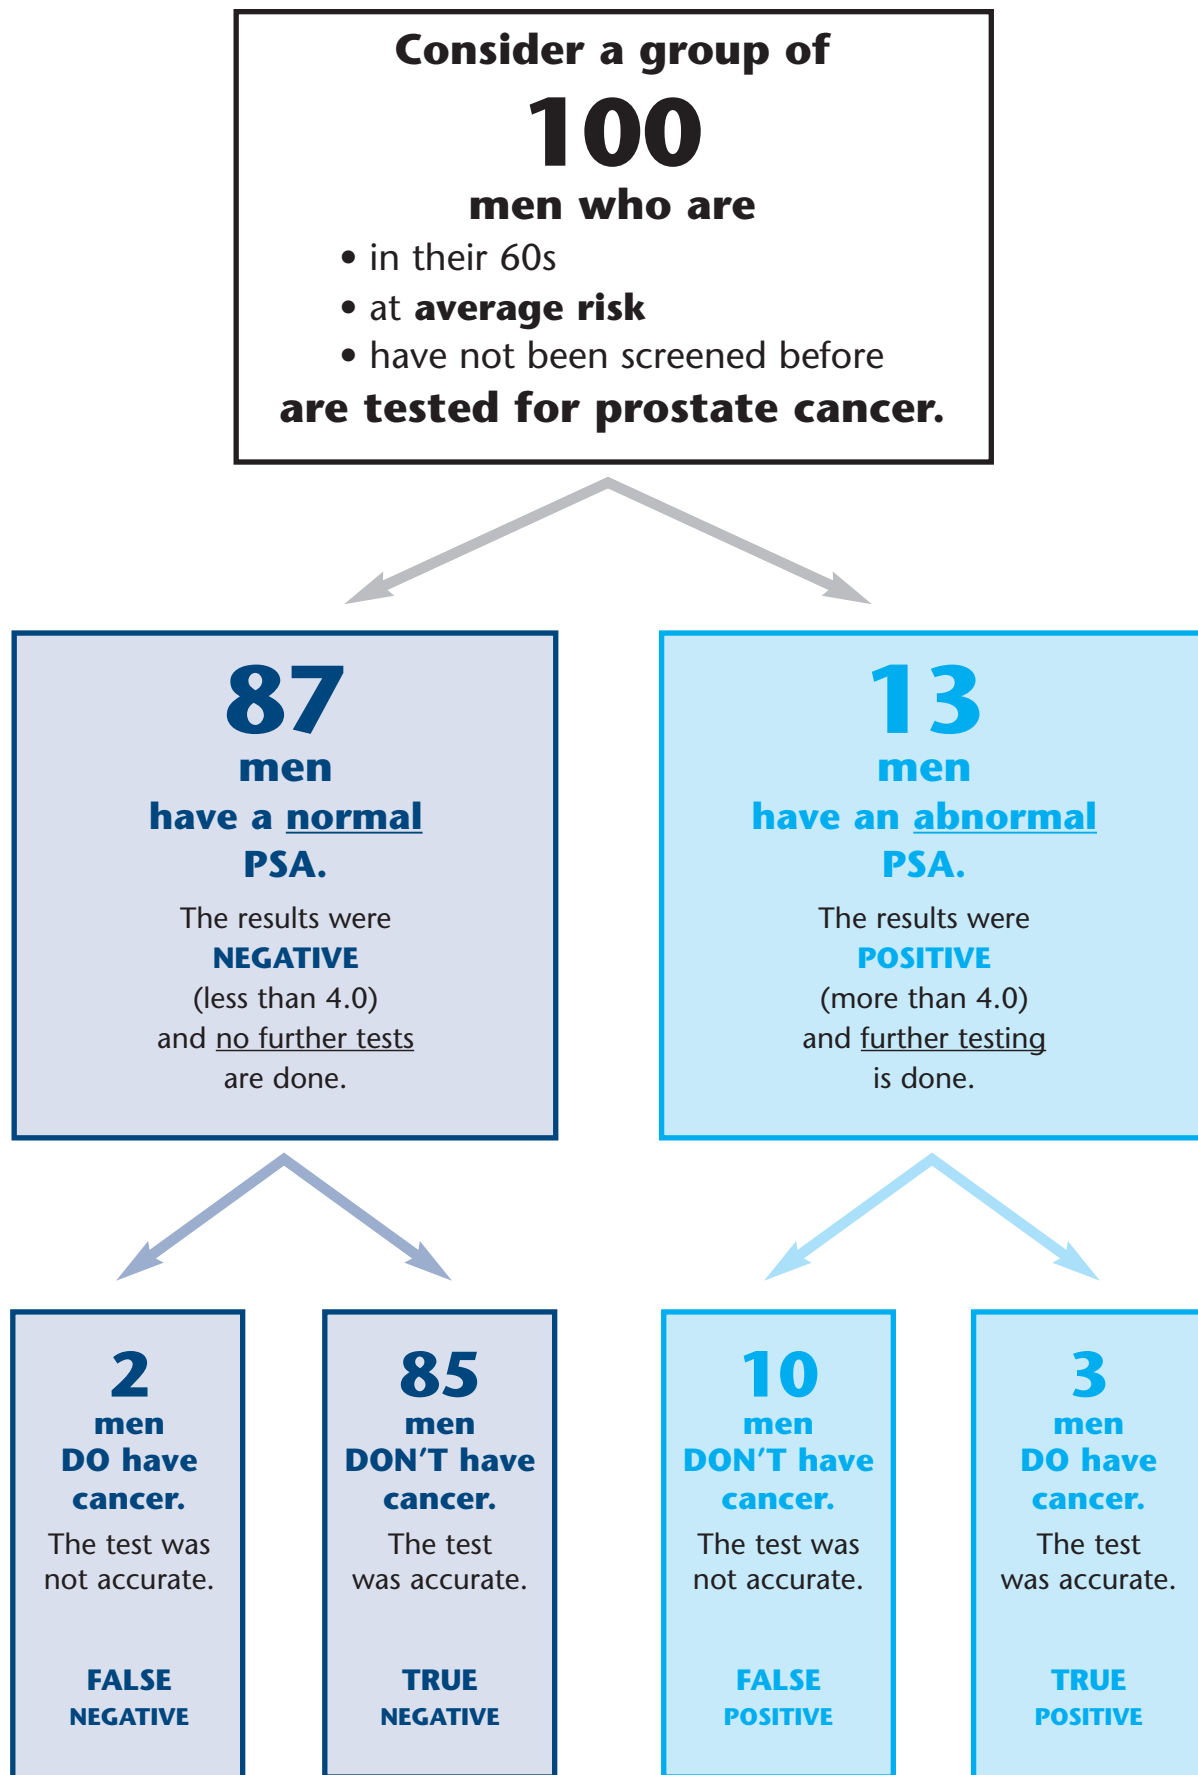 Consider a group of
100
men who are
• in their 60s
• at average risk
• have not been screened before
are tested for prostate cancer.
87
men
have a normal
PSA.
The results were
NEGATIVE
(less than 4.0)
and no further tests
are done.
13
men
have an abnormal
PSA.
The results were
POSITIVE
(more than 4.0)
and further testing
is done.
2
men
DO have
cancer.
The test was
not accurate.
FALSE
NEGATIVE
85
men
DON'T have
cancer.
The test
was accurate.
TRUE
NEGATIVE
10
men
DON'T have
cancer.
The test was
not accurate.
FALSE
POSITIVE
3
men
DO have
cancer.
The test
was accurate.
TRUE
POSITIVE